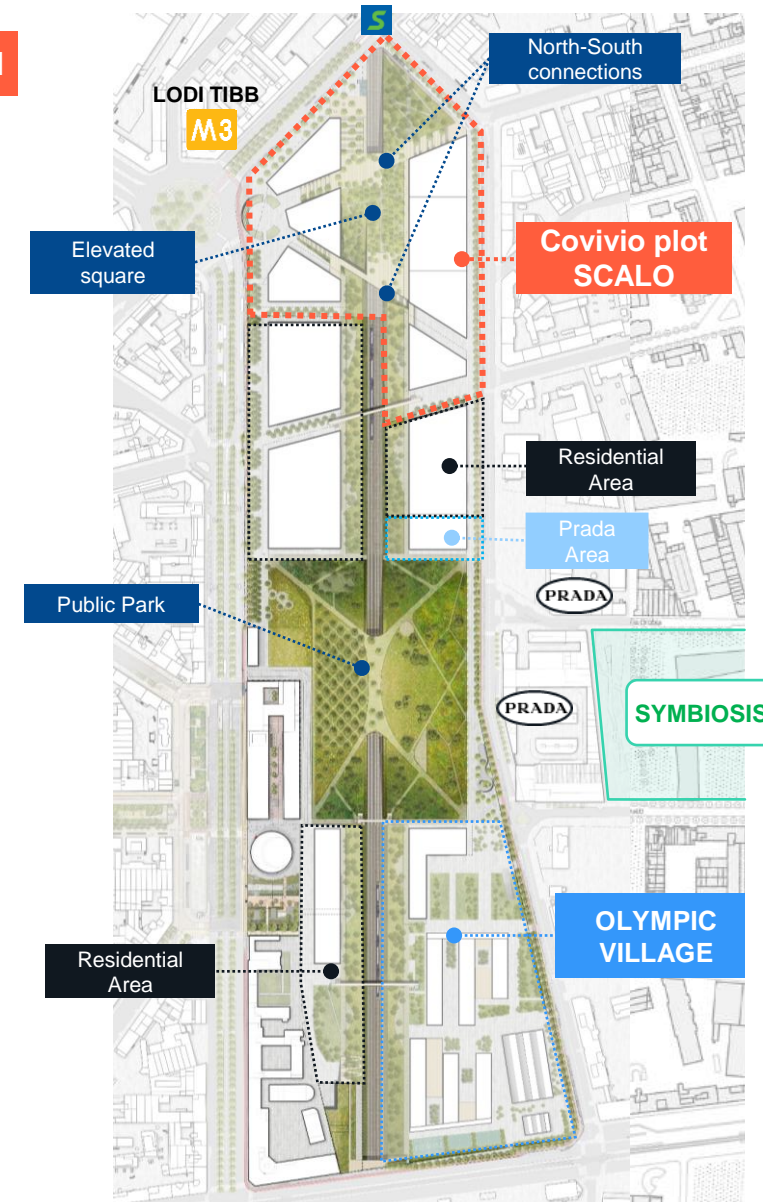 S
North-South
connections
LODI TIBB
M3
Elevated
square
Covivio plot
SCALO
Residential
Area
Prada
Area
PRADA
Public Park
PRADA
SYMBIOSIS
OLYMPIC
VILLAGE
Residential
Area